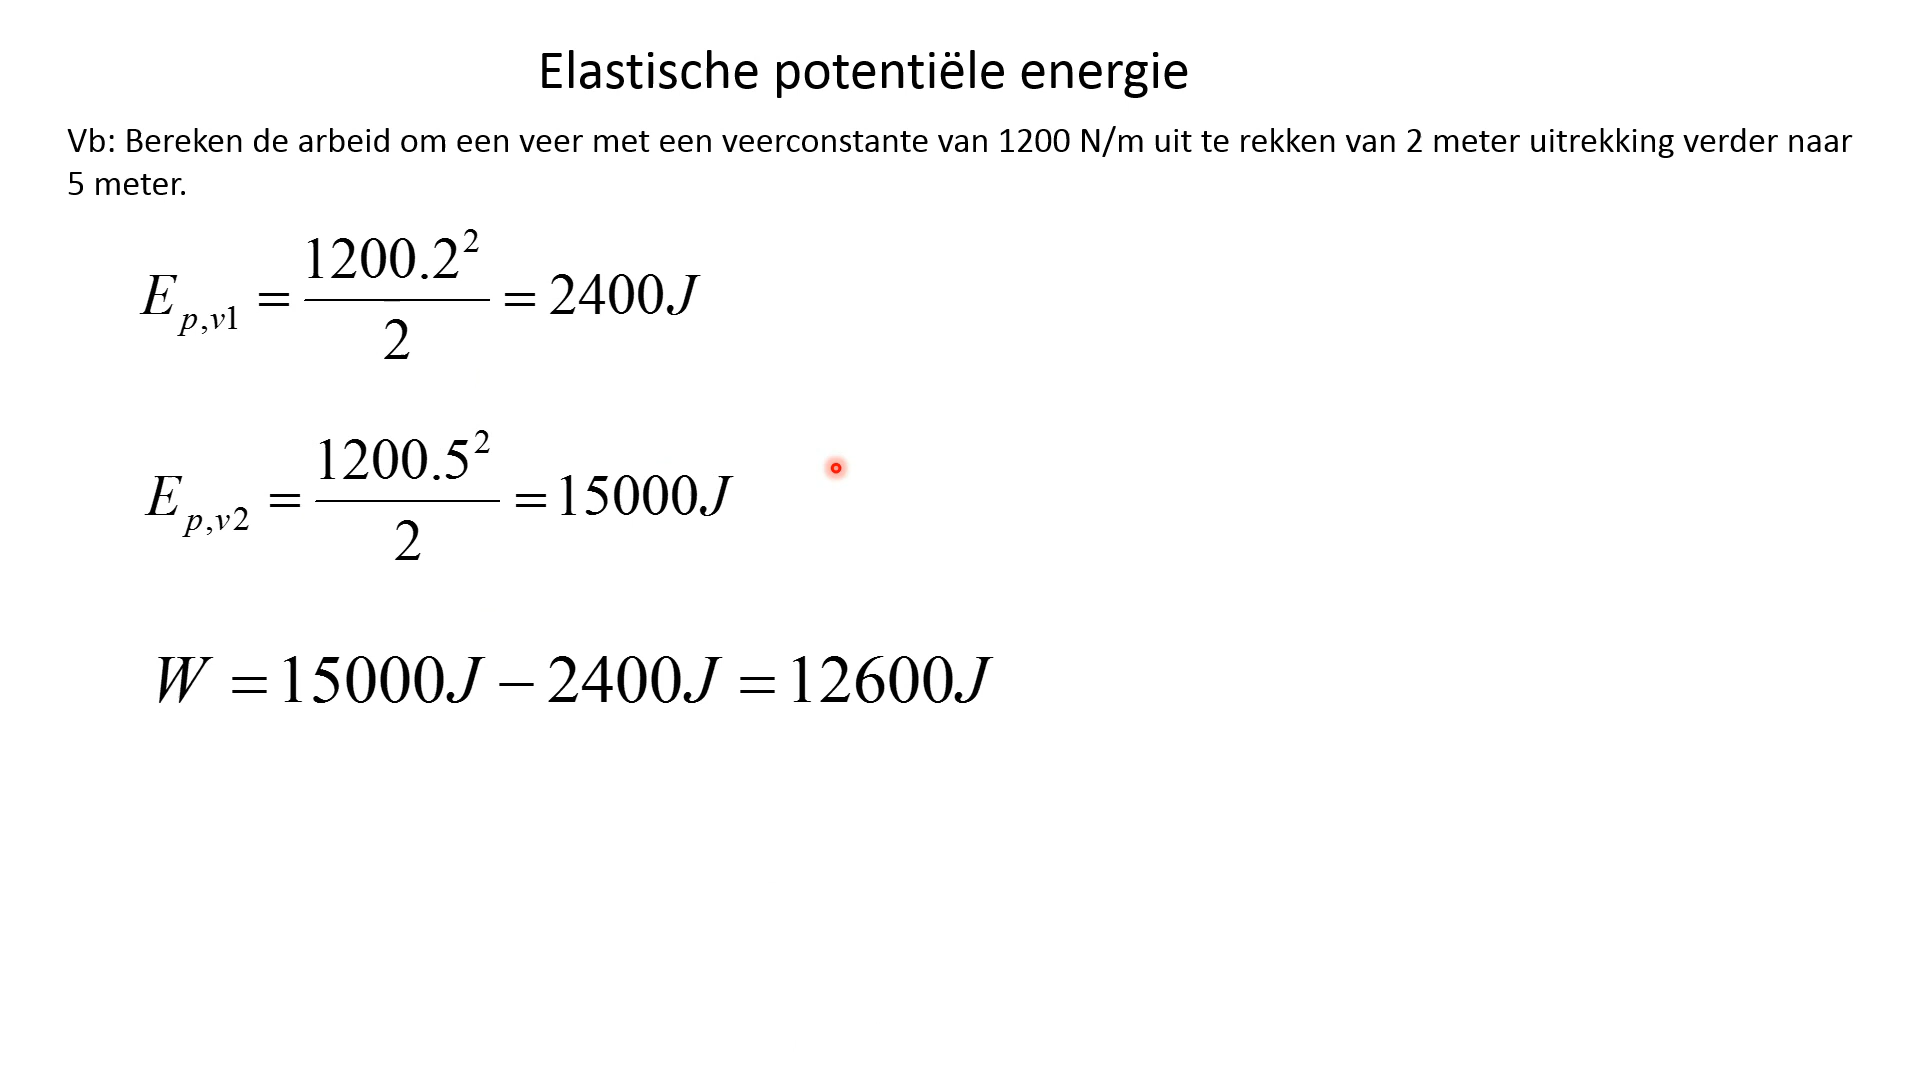 Elastische potentiële energie
Vb: Bereken de arbeid om een veer met een veerconstante van 1200 N/m uit te rekken van 2 meter uitrekking verder naar
5 meter.
E_{p,v1} = \frac{1200.2^2}{2} = 2400J
E_{p,v2} = \frac{1200.5^2}{2} = 15000J
W = 15000J − 2400J = 12600J